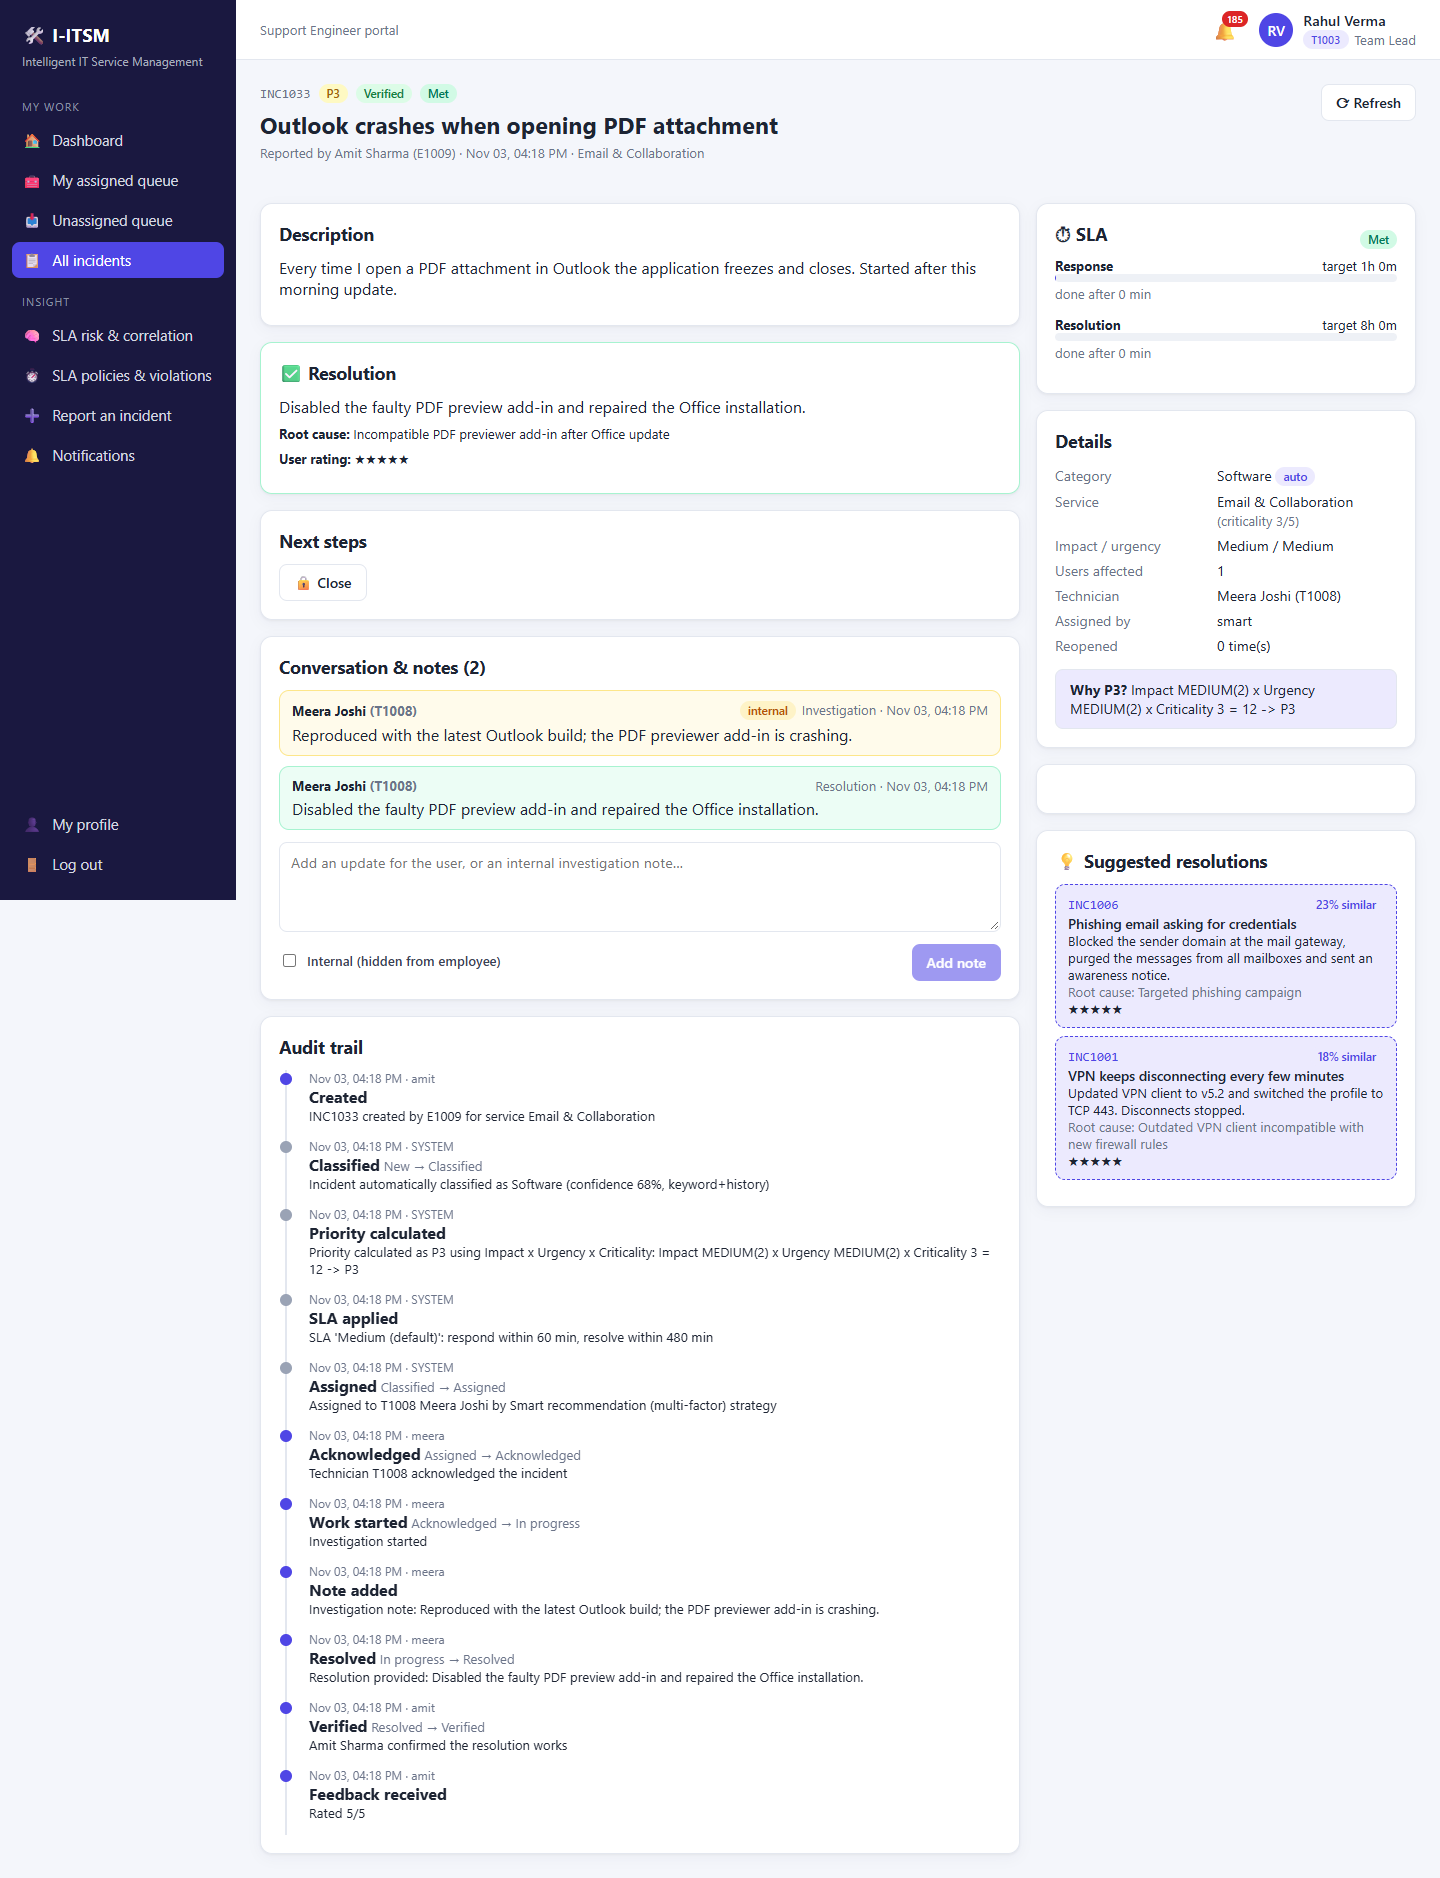 I-ITSM
Intelligent IT Service Management
MY WORK
Dashboard
My assigned queue
Unassigned queue
All incidents
INSIGHT
SLA risk & correlation
SLA policies & violations
Report an incident
Notifications
My profile
Log out
Support Engineer portal
185
RV
Rahul Verma
T1003 Team Lead
INC1033 P3 Verified Met
Outlook crashes when opening PDF attachment
Reported by Amit Sharma (E1009) · Nov 03, 04:18 PM · Email & Collaboration
Refresh
Description
Every time I open a PDF attachment in Outlook the application freezes and closes. Started after this
morning update.
Resolution
Disabled the faulty PDF preview add-in and repaired the Office installation.
Root cause: Incompatible PDF previewer add-in after Office update
User rating: ★★★★★
Next steps
Close
Conversation & notes (2)
Meera Joshi (T1008) internal Investigation · Nov 03, 04:18 PM
Reproduced with the latest Outlook build; the PDF previewer add-in is crashing.
Meera Joshi (T1008) Resolution · Nov 03, 04:18 PM
Disabled the faulty PDF preview add-in and repaired the Office installation.
Add an update for the user, or an internal investigation note...
Internal (hidden from employee)
Add note
Audit trail
Nov 03, 04:18 PM · amit
Created
INC1033 created by E1009 for service Email & Collaboration
Nov 03, 04:18 PM · SYSTEM
Classified New → Classified
Incident automatically classified as Software (confidence 68%, keyword+history)
Nov 03, 04:18 PM · SYSTEM
Priority calculated
Priority calculated as P3 using Impact x Urgency x Criticality: Impact MEDIUM(2) x Urgency MEDIUM(2) x Criticality 3 =
12 -> P3
Nov 03, 04:18 PM · SYSTEM
SLA applied
SLA 'Medium (default)': respond within 60 min, resolve within 480 min
Nov 03, 04:18 PM · SYSTEM
Assigned Classified → Assigned
Assigned to T1008 Meera Joshi by Smart recommendation (multi-factor) strategy
Nov 03, 04:18 PM · meera
Acknowledged Assigned → Acknowledged
Technician T1008 acknowledged the incident
Nov 03, 04:18 PM · meera
Work started Acknowledged → In progress
Investigation started
Nov 03, 04:18 PM · meera
Note added
Investigation note: Reproduced with the latest Outlook build; the PDF previewer add-in is crashing.
Nov 03, 04:18 PM · meera
Resolved In progress → Resolved
Resolution provided: Disabled the faulty PDF preview add-in and repaired the Office installation.
Nov 03, 04:18 PM · amit
Verified Resolved → Verified
Amit Sharma confirmed the resolution works
Nov 03, 04:18 PM · amit
Feedback received
Rated 5/5
SLA
Met
Response target 1h 0m
done after 0 min
Resolution target 8h 0m
done after 0 min
Details
Category Software auto
Service Email & Collaboration
(criticality 3/5)
Impact / urgency Medium / Medium
Users affected 1
Technician Meera Joshi (T1008)
Assigned by smart
Reopened 0 time(s)
Why P3? Impact MEDIUM(2) x Urgency
MEDIUM(2) x Criticality 3 = 12 -> P3
Suggested resolutions
INC1006 23% similar
Phishing email asking for credentials
Blocked the sender domain at the mail gateway,
purged the messages from all mailboxes and sent an
awareness notice.
Root cause: Targeted phishing campaign
★★★★★
INC1001 18% similar
VPN keeps disconnecting every few minutes
Updated VPN client to v5.2 and switched the profile to
TCP 443. Disconnects stopped.
Root cause: Outdated VPN client incompatible with
new firewall rules
★★★★★